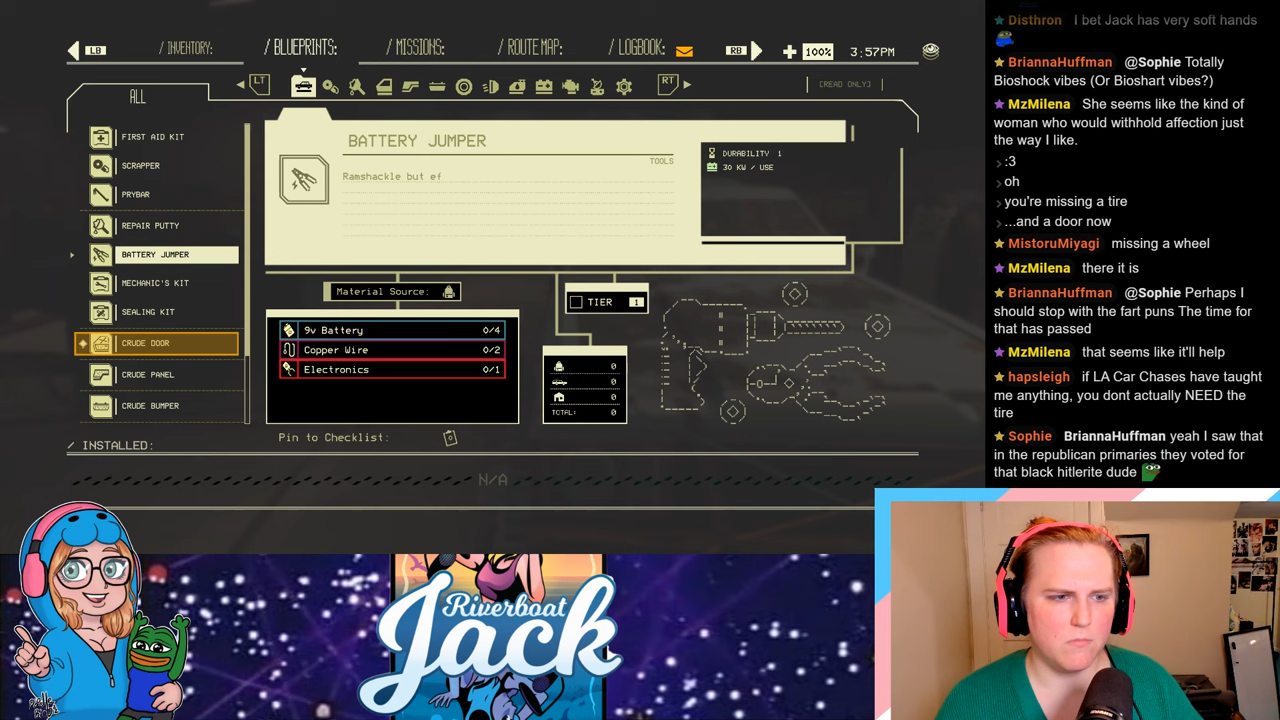 LB / INVENTORY: / BLUEPRINTS: / MISSIONS: / ROUTE MAP: / LOGBOOK: RB 100% 3:57PM
ALL
LT RT [READ ONLY]
FIRST AID KIT
SCRAPPER
PRYBAR
REPAIR PUTTY
BATTERY JUMPER
MECHANIC'S KIT
SEALING KIT
CRUDE DOOR
CRUDE PANEL
CRUDE BUMPER
BATTERY JUMPER
TOOLS
Ramshackle but ef
DURABILITY 1
30 KW / USE
Material Source:
9v Battery 0/4
Copper Wire 0/2
Electronics 0/1
Pin to Checklist:
TIER 1
0
0
0
TOTAL: 0
/ INSTALLED:
N/A
Riverboat
Jack
Disthron I bet Jack has very soft hands
BriannaHuffman @Sophie Totally
Bioshock vibes (Or Bioshart vibes?)
MzMilena She seems like the kind of
woman who would withhold affection just
the way I like.
:3
oh
you're missing a tire
...and a door now
MistoruMiyagi missing a wheel
MzMilena there it is
BriannaHuffman @Sophie Perhaps I
should stop with the fart puns The time for
that has passed
MzMilena that seems like it'll help
hapsleigh if LA Car Chases have taught
me anything, you dont actually NEED the
tire
Sophie BriannaHuffman yeah I saw that
in the republican primaries they voted for
that black hitlerite dude